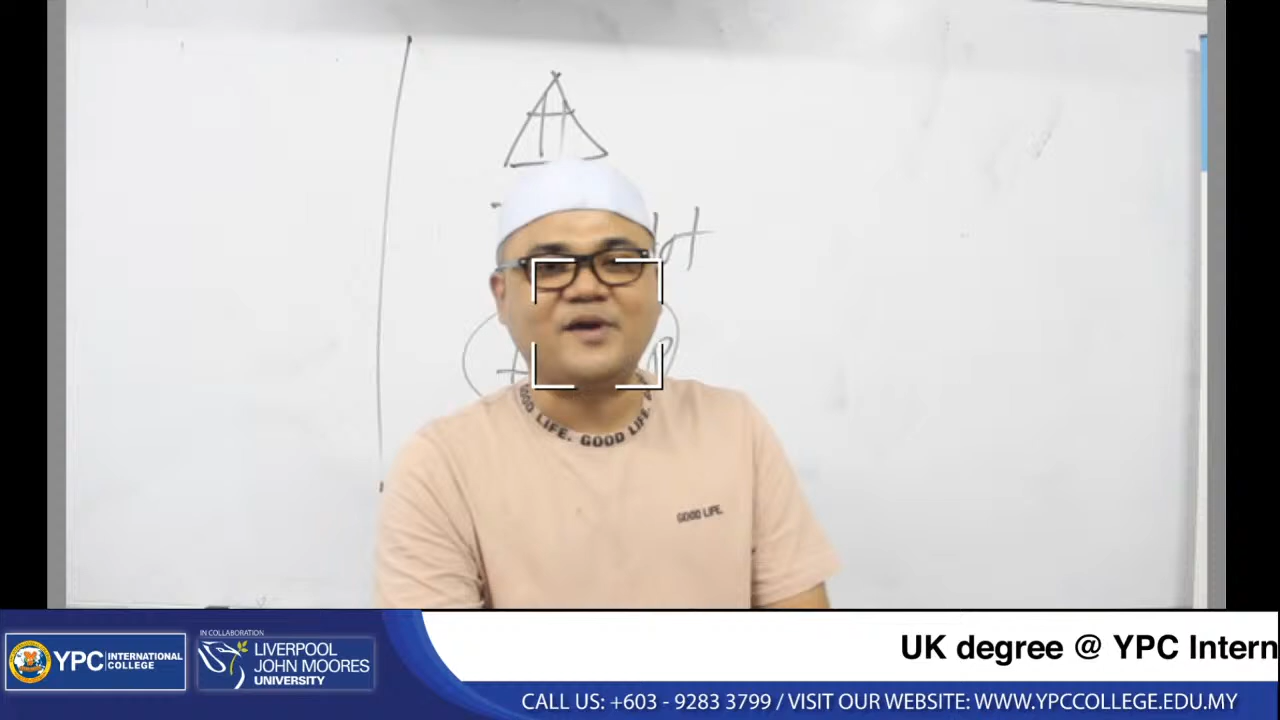 GOOD LIFE. GOOD LIFE.
GOOD LIFE.
YPC INTERNATIONAL COLLEGE
IN COLLABORATION
LIVERPOOL
JOHN MOORES
UNIVERSITY
UK degree @ YPC Intern
CALL US: +603 - 9283 3799 / VISIT OUR WEBSITE: WWW.YPCCOLLEGE.EDU.MY